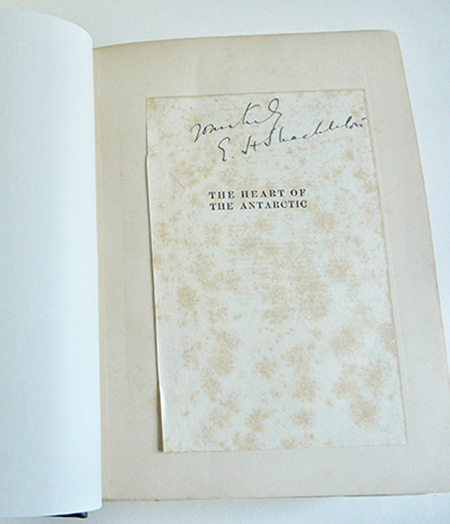 Yours truly
E H Shackleton
THE HEART OF
THE ANTARCTIC